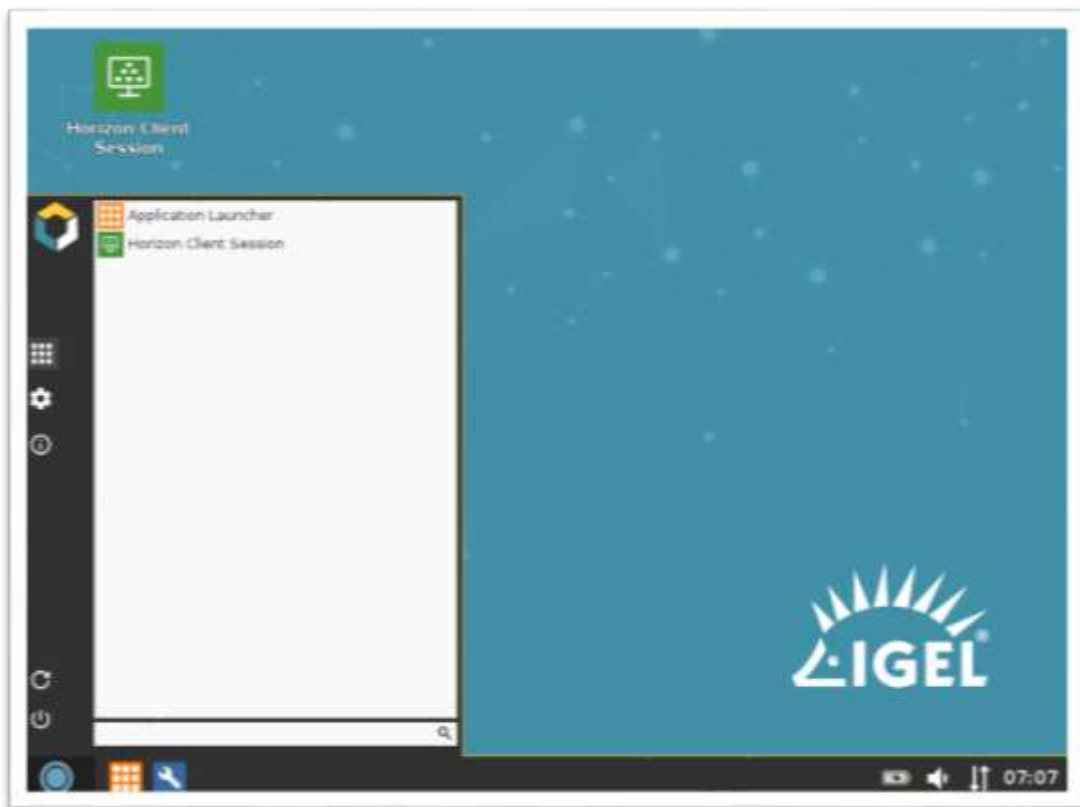 Horizon Client
Session
Application Launcher
Horizon Client Session
IGEL®
07:07